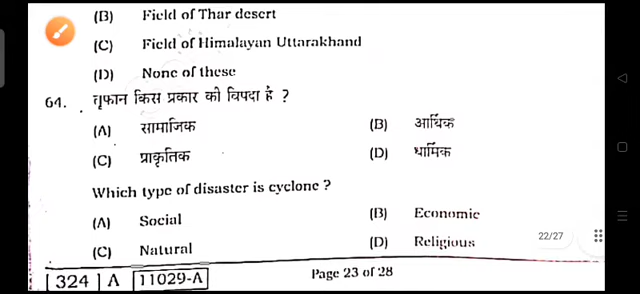 (B) Field of Thar desert
(C) Field of Himalayan Uttarakhand
(D) None of these
64. तूफान किस प्रकार की विपदा है ?
(A) सामाजिक (B) आर्थिक
(C) प्राकृतिक (D) धार्मिक
Which type of disaster is cyclone ?
(A) Social (B) Economic
(C) Natural (D) Religious
22/27
[ 324 ] A 11029-A Page 23 of 28